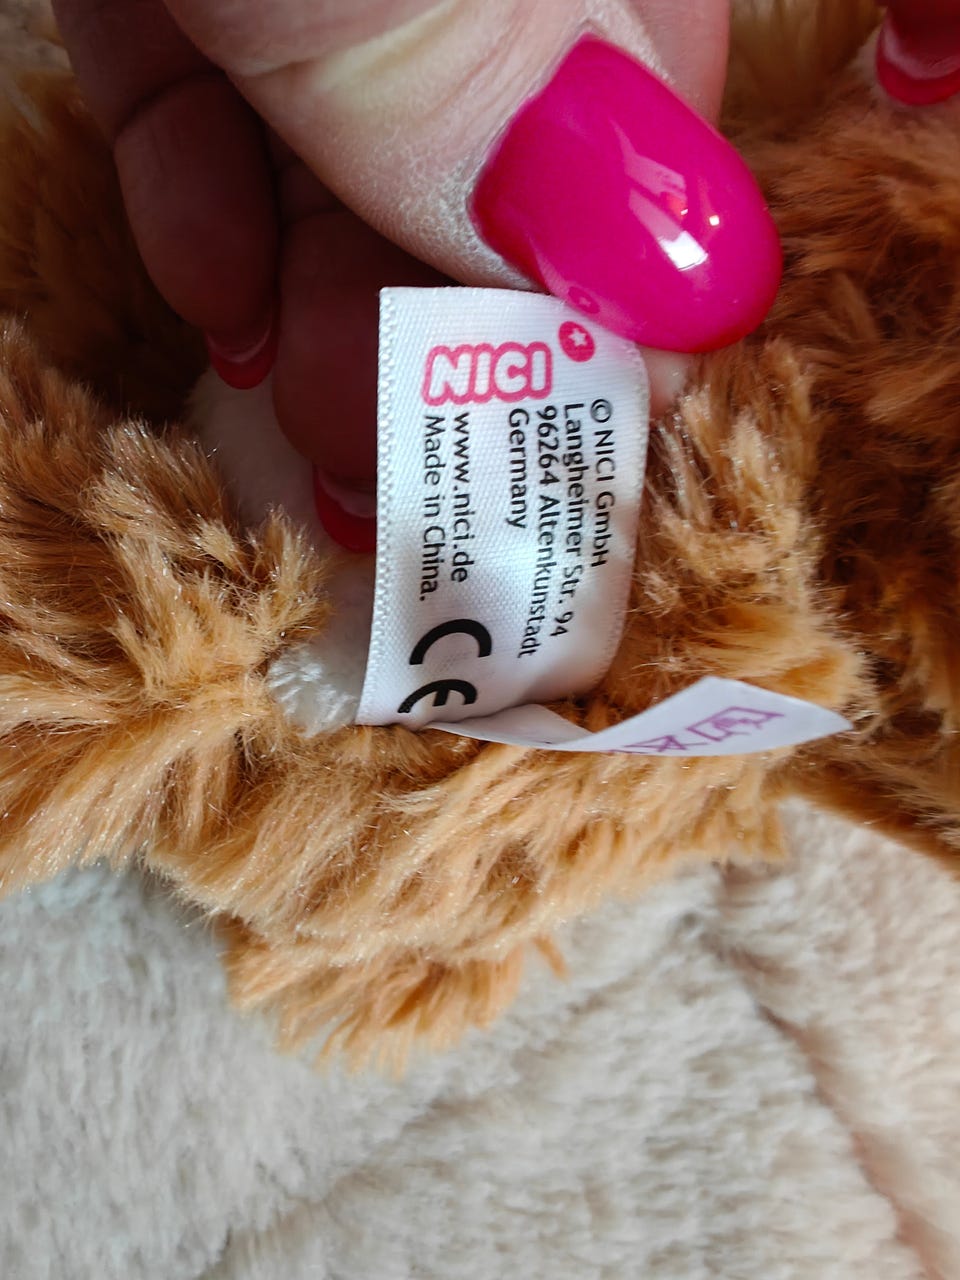 NICI
© NICI GmbH
Langheimer Str. 94
96264 Altenkunstadt
Germany
www.nici.de
Made in China.
CE